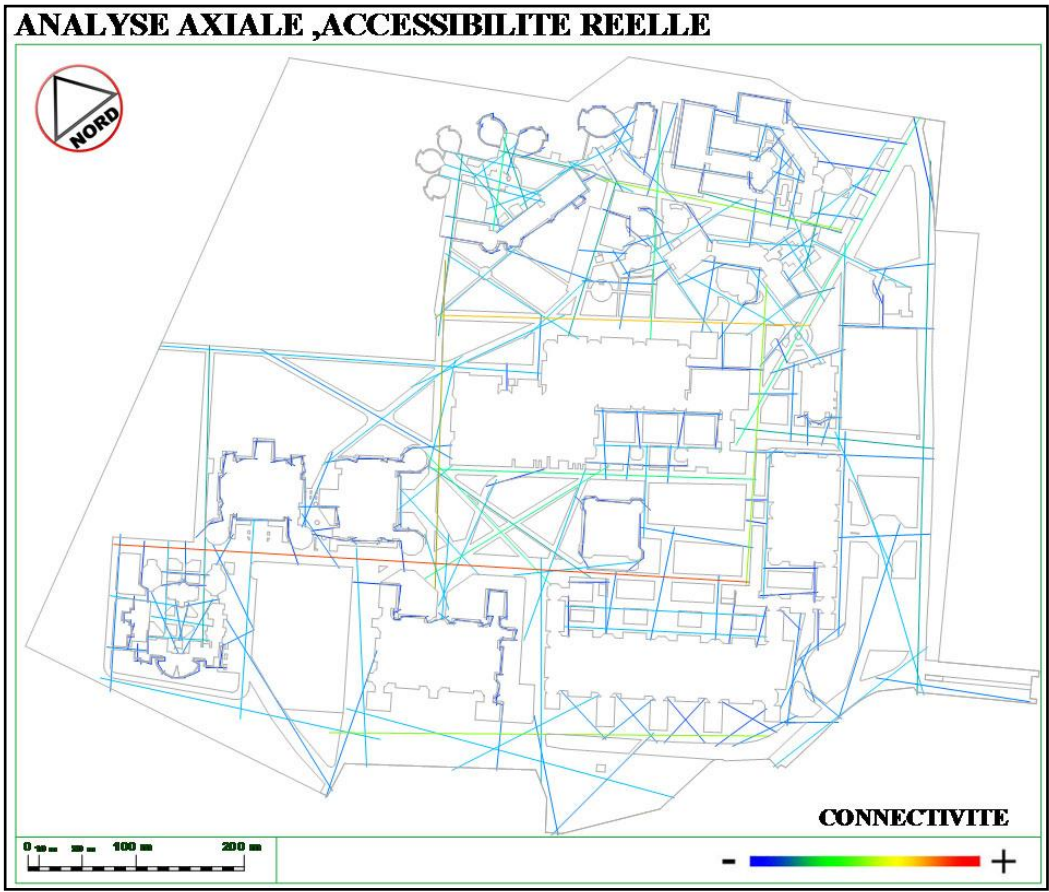 ANALYSE AXIALE ,ACCESSIBILITE REELLE
NORD
CONNECTIVITE
0
100 m
200 m
- +